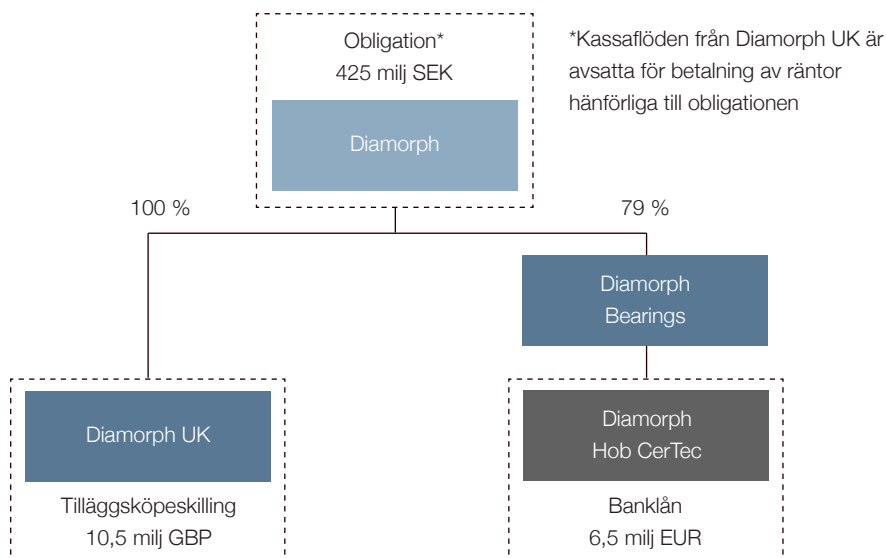 Obligation*
425 milj SEK
Diamorph
*Kassaflöden från Diamorph UK är
avsatta för betalning av räntor
hänförliga till obligationen
100 %
79 %
Diamorph
Bearings
Diamorph UK
Tilläggsköpeskilling
10,5 milj GBP
Diamorph
Hob CerTec
Banklån
6,5 milj EUR